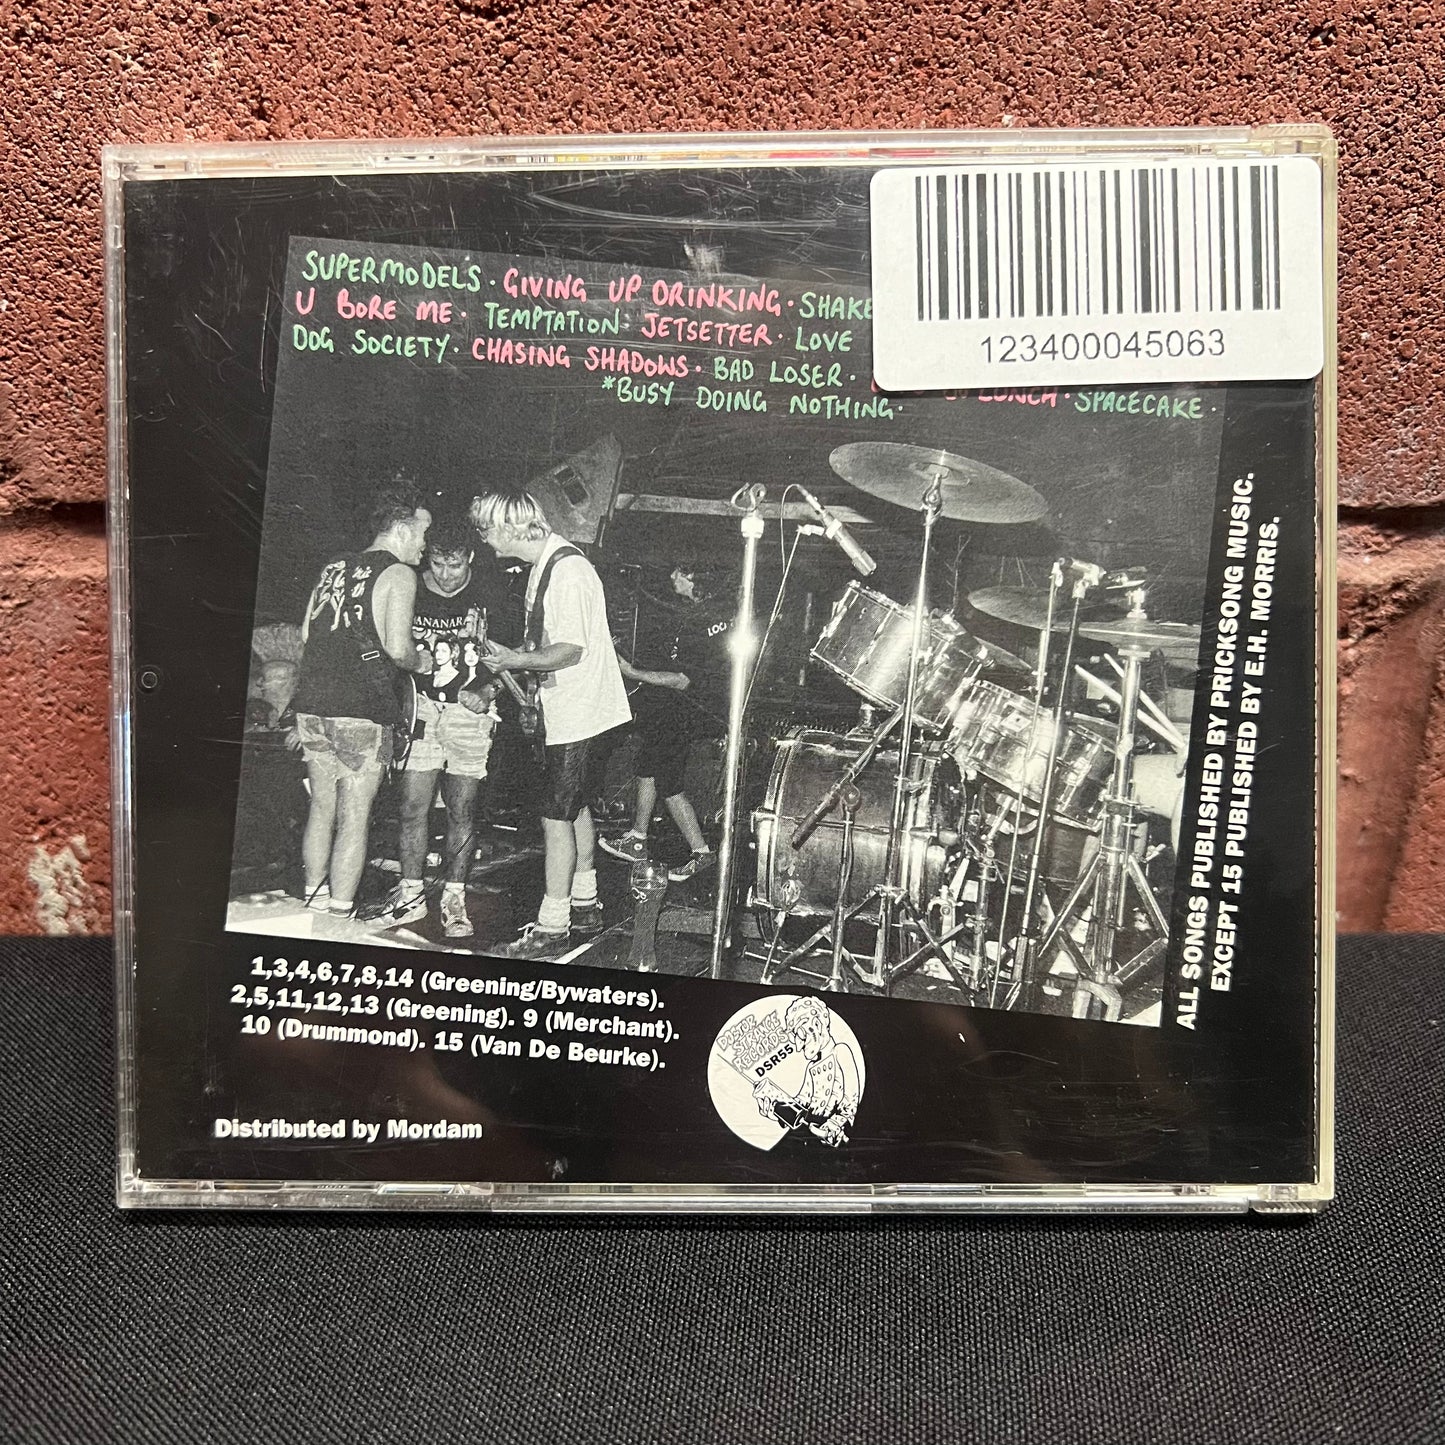 SUPERMODELS · GIVING UP DRINKING · SHAKE
U BORE ME · TEMPTATION · JETSETTER · LOVE
DOG SOCIETY · CHASING SHADOWS · BAD LOSER ·
LUNCH · SPACECAKE ·
*BUSY DOING NOTHING ·
123400045063
ALL SONGS PUBLISHED BY PRICKSONG MUSIC.
EXCEPT 15 PUBLISHED BY E.H. MORRIS.
1,3,4,6,7,8,14 (Greening/Bywaters).
2,5,11,12,13 (Greening). 9 (Merchant).
10 (Drummond). 15 (Van De Beurke).
DOCTOR
STRANGE
RECORDS
DSR55
Distributed by Mordam